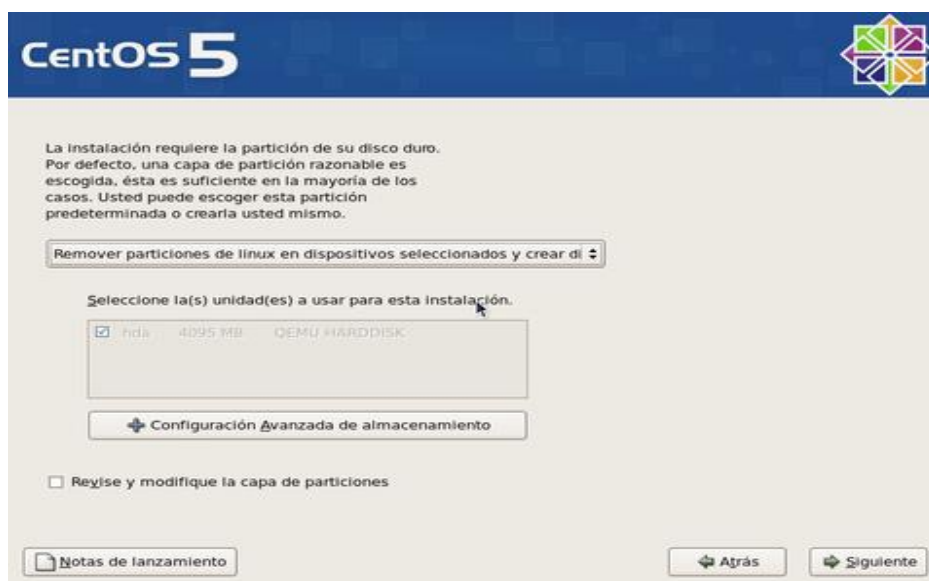 CentOS 5
La instalación requiere la partición de su disco duro.
Por defecto, una capa de partición razonable es
escogida, ésta es suficiente en la mayoría de los
casos. Usted puede escoger esta partición
predeterminada o crearla usted mismo.
Remover particiones de linux en dispositivos seleccionados y crear di
Seleccione la(s) unidad(es) a usar para esta instalación.
hda 4095 MB QEMU HARDDISK
Configuración Avanzada de almacenamiento
Revise y modifique la capa de particiones
Notas de lanzamiento
Atrás
Siguiente